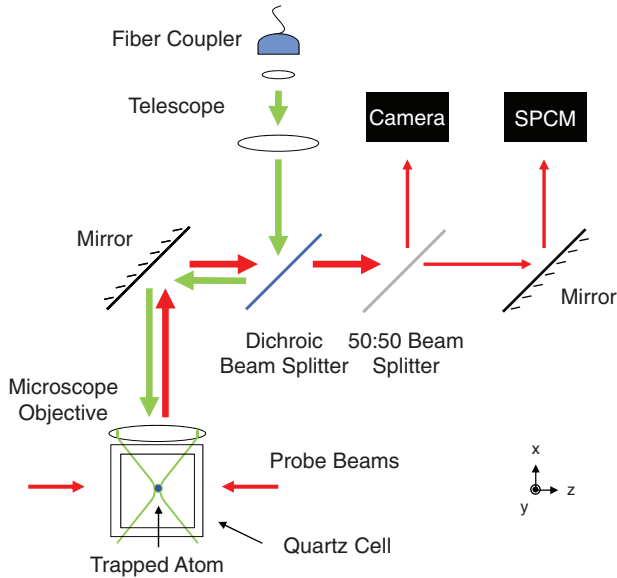 Fiber Coupler
Telescope
Camera
SPCM
Mirror
Mirror
Dichroic
Beam Splitter
50:50 Beam
Splitter
Microscope
Objective
Probe Beams
x
z
y
Quartz Cell
Trapped Atom